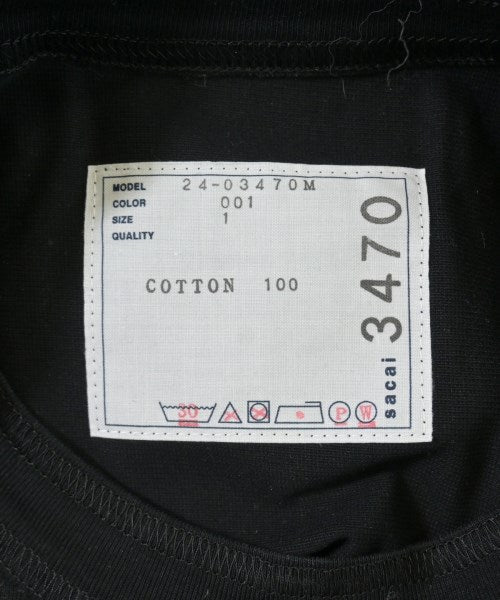 MODEL 24-03470M
COLOR 001
SIZE 1
QUALITY
COTTON 100
30
P
W
sacai 3470